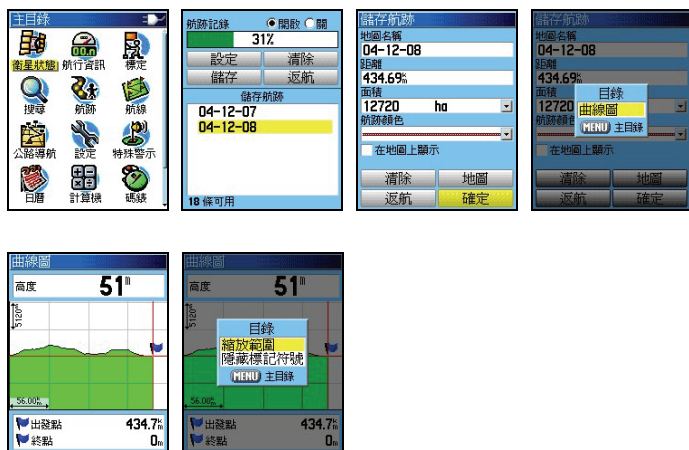 主目錄
衛星狀態 航行資訊 標定
搜尋 航跡 航線
公路導航 設定 特殊警示
日曆 計算機 碼錶
航跡記錄 開啟 關
31%
設定 清除
儲存 返航
儲存航跡
04-12-07
04-12-08
18 條可用
儲存航跡
地圖名稱
04-12-08
距離
434.69
面積
12720 ha
航跡顏色
在地圖上顯示
清除 地圖
返航 確定
儲存航跡
地圖名稱
04-12-08
距離
434.69
面積
12720
目錄
曲線圖
MENU 主目錄
航跡顏色
在地圖上顯示
清除 地圖
返航 確定
曲線圖
高度 51m
5120
56.00
出發點 434.7
終點 0m
曲線圖
高度 51m
5120
目錄
縮放範圍
隱藏標記符號
MENU 主目錄
56.00
出發點 434.7
終點 0m